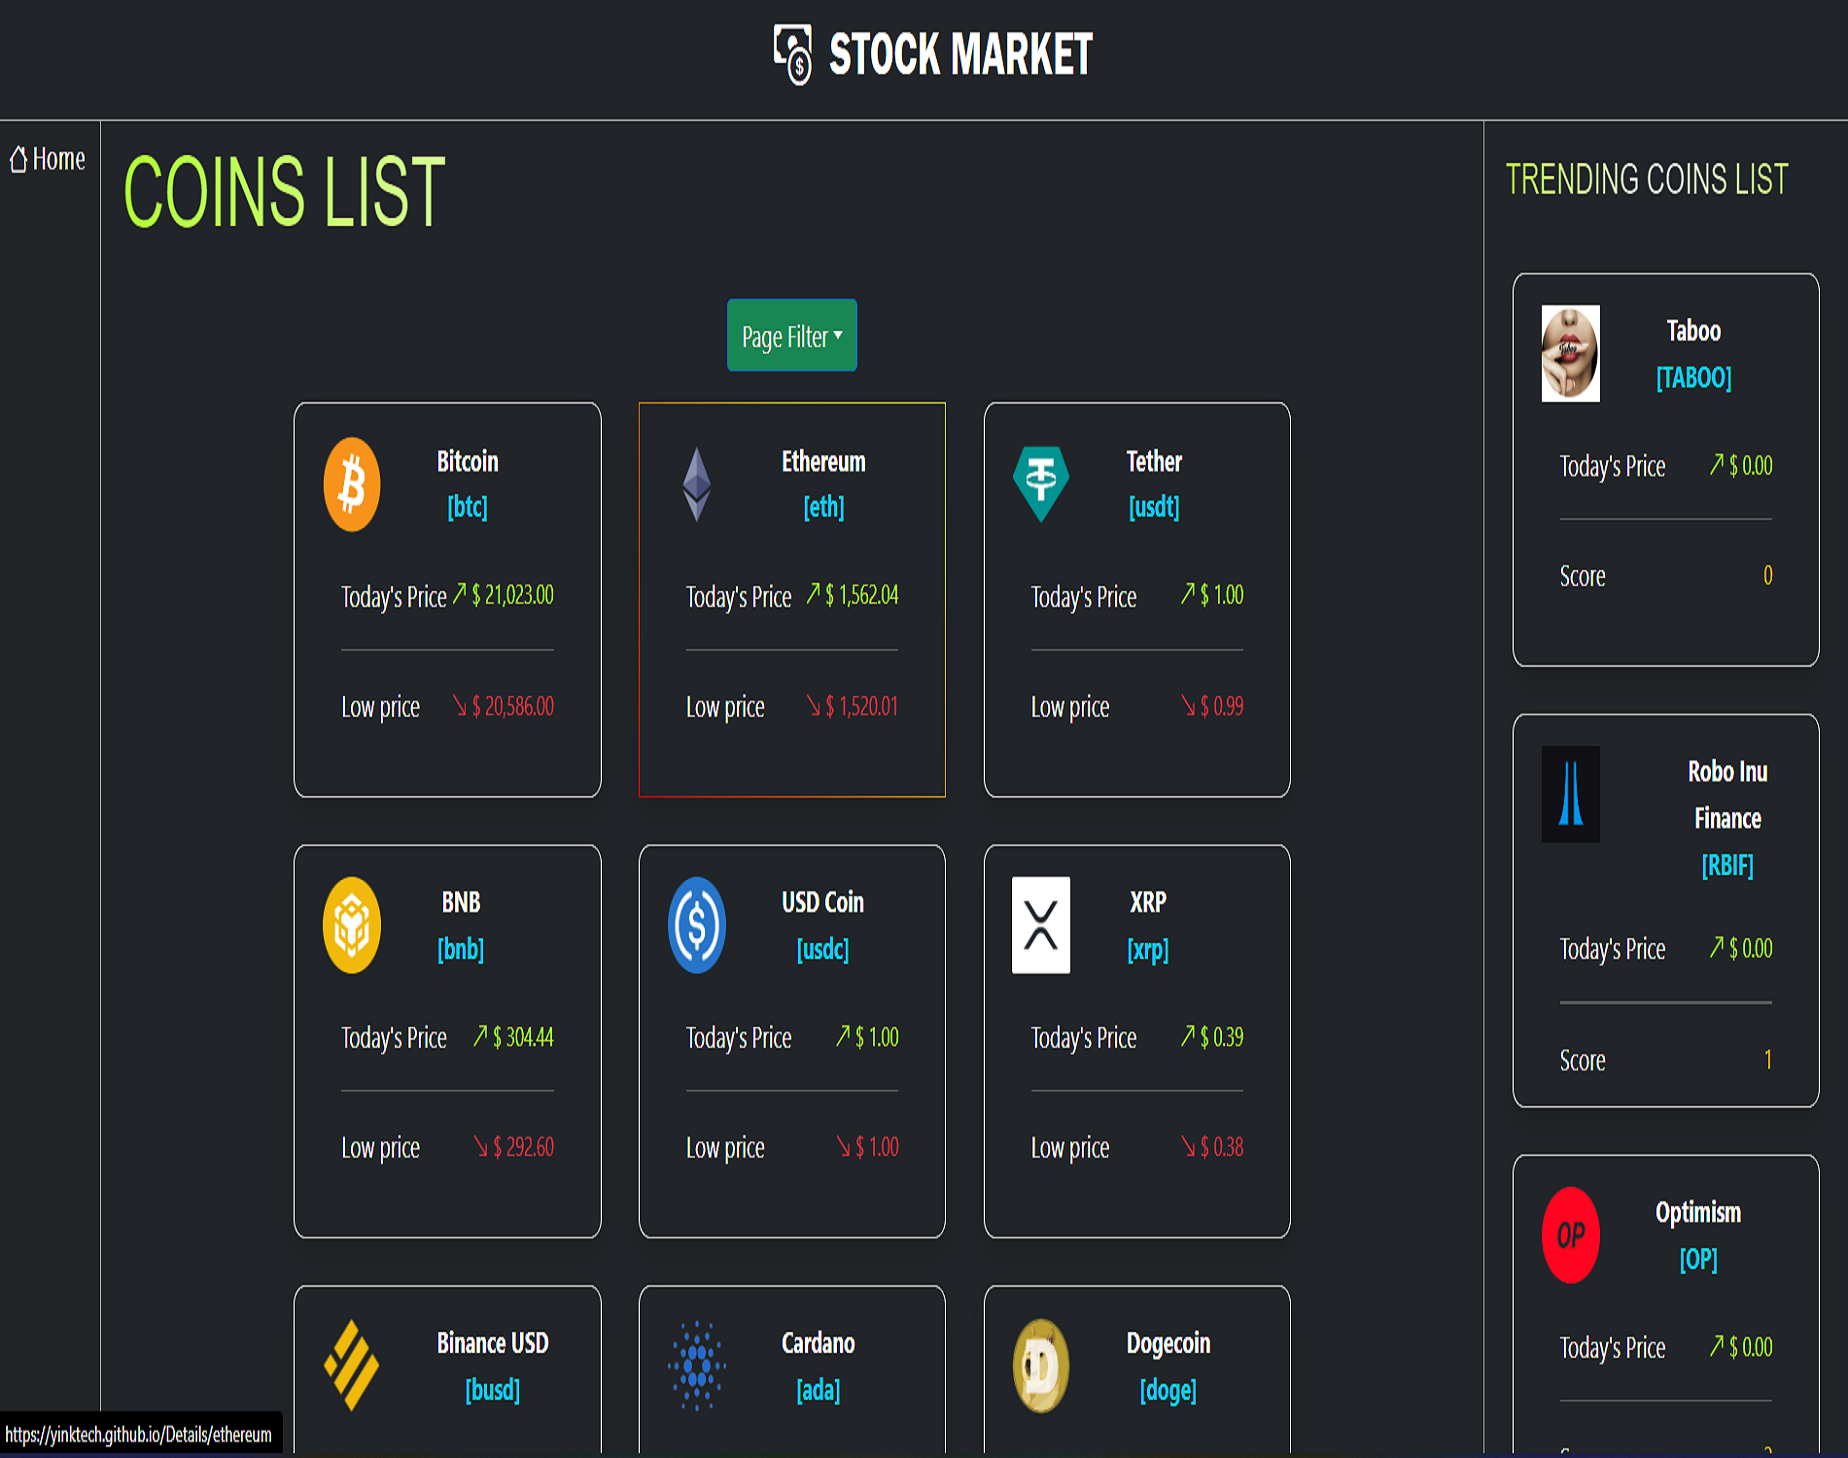 STOCK MARKET
Home
COINS LIST
Page Filter
Bitcoin
[btc]
Today's Price $ 21,023.00
Low price $ 20,586.00
Ethereum
[eth]
Today's Price $ 1,562.04
Low price $ 1,520.01
Tether
[usdt]
Today's Price $ 1.00
Low price $ 0.99
BNB
[bnb]
Today's Price $ 304.44
Low price $ 292.60
USD Coin
[usdc]
Today's Price $ 1.00
Low price $ 1.00
XRP
[xrp]
Today's Price $ 0.39
Low price $ 0.38
Binance USD
[busd]
Cardano
[ada]
Dogecoin
[doge]
TRENDING COINS LIST
Taboo
[TABOO]
Today's Price $ 0.00
Score 0
Robo Inu
Finance
[RBIF]
Today's Price $ 0.00
Score 1
OP
Optimism
[OP]
Today's Price $ 0.00
https://yinktech.github.io/Details/ethereum